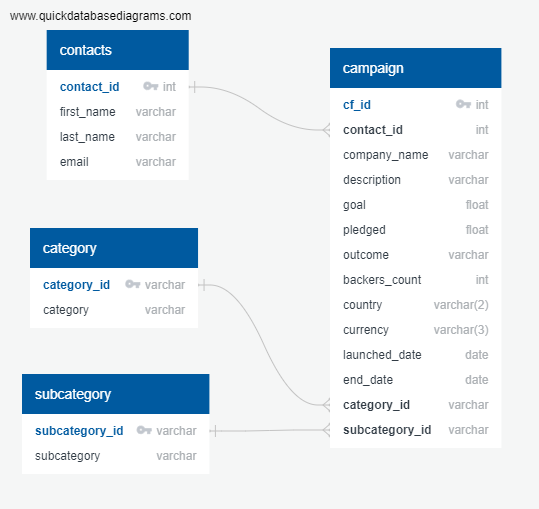 www.quickdatabasediagrams.com
contacts
contact_id int
first_name varchar
last_name varchar
email varchar
category
category_id varchar
category varchar
subcategory
subcategory_id varchar
subcategory varchar
campaign
cf_id int
contact_id int
company_name varchar
description varchar
goal float
pledged float
outcome varchar
backers_count int
country varchar(2)
currency varchar(3)
launched_date date
end_date date
category_id varchar
subcategory_id varchar